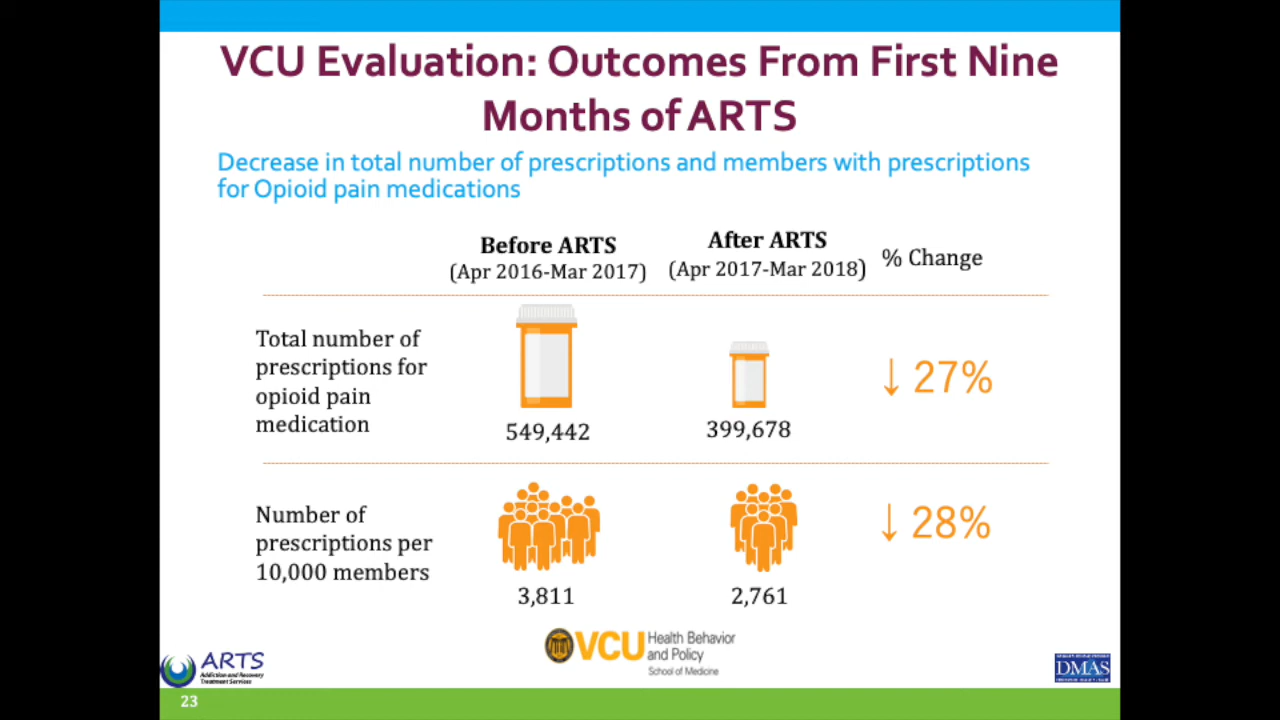 VCU Evaluation: Outcomes From First Nine
Months of ARTS
Decrease in total number of prescriptions and members with prescriptions
for Opioid pain medications
Before ARTS
(Apr 2016-Mar 2017)
After ARTS
(Apr 2017-Mar 2018)
% Change
Total number of
prescriptions for
opioid pain
medication
549,442
399,678
↓ 27%
Number of
prescriptions per
10,000 members
3,811
2,761
↓ 28%
VCU Health Behavior
and Policy
School of Medicine
ARTS
Addiction and Recovery
Treatment Services
DMAS
23